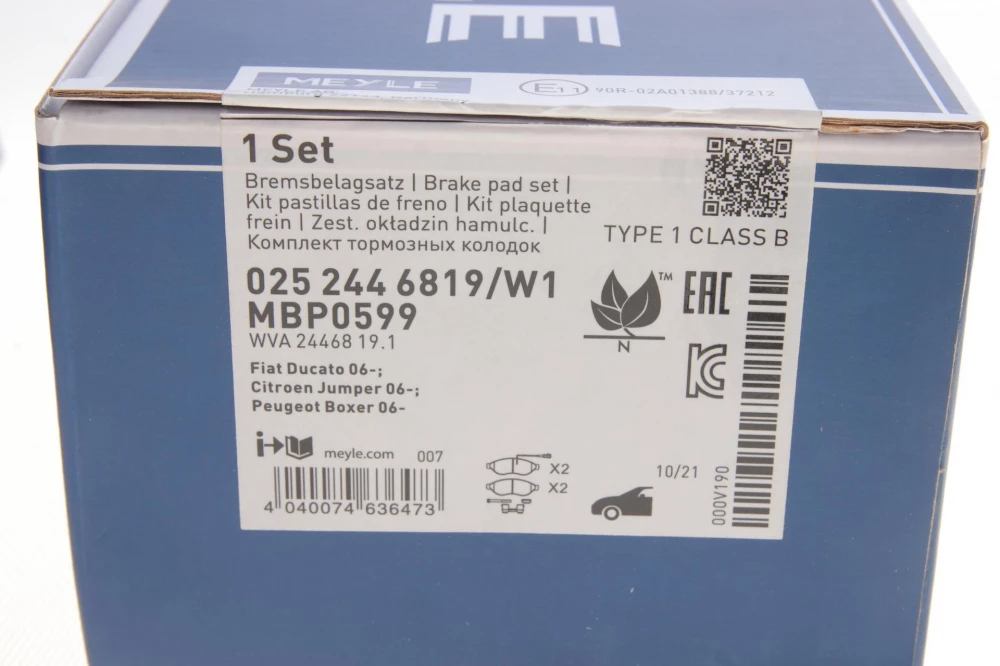 MEYLE
E11 90R-02A01388/37212
1 Set
Bremsbelagsatz | Brake pad set |
Kit pastillas de freno | Kit plaquette
frein | Zest. okładzin hamulc. |
Комплект тормозных колодок
TYPE 1 CLASS B
025 244 6819/W1
MBP0599
WVA 24468 19.1
TM
N
EAC
KC
Fiat Ducato 06-;
Citroen Jumper 06-;
Peugeot Boxer 06-
i
meyle.com 007
X2
X2
10/21
000V190
4 040074 636473